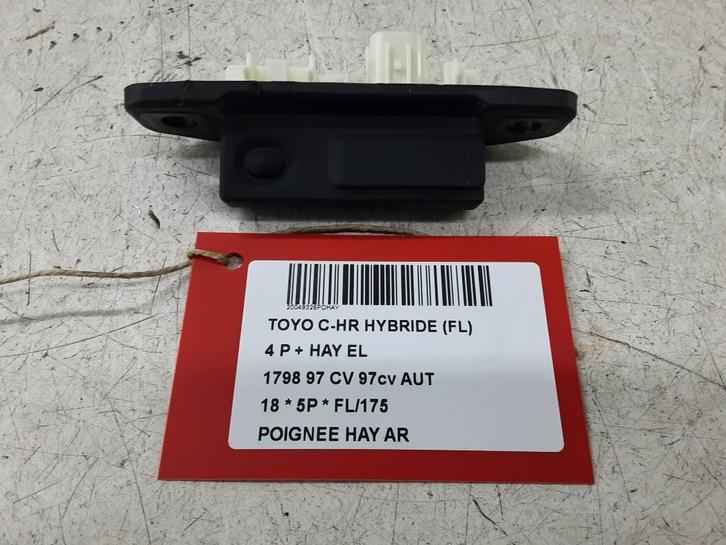 20049328POHAY
TOYO C-HR HYBRIDE (FL)
4 P + HAY EL
1798 97 CV 97cv AUT
18 * 5P * FL/175
POIGNEE HAY AR